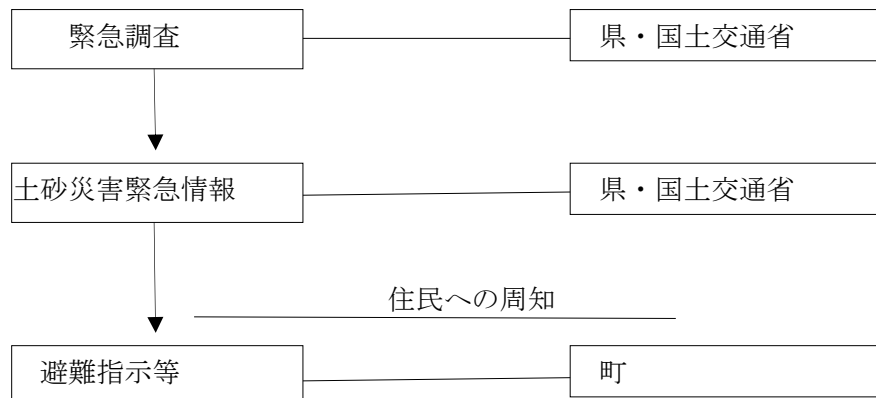 緊急調査
県・国土交通省
土砂災害緊急情報
県・国土交通省
住民への周知
避難指示等
町